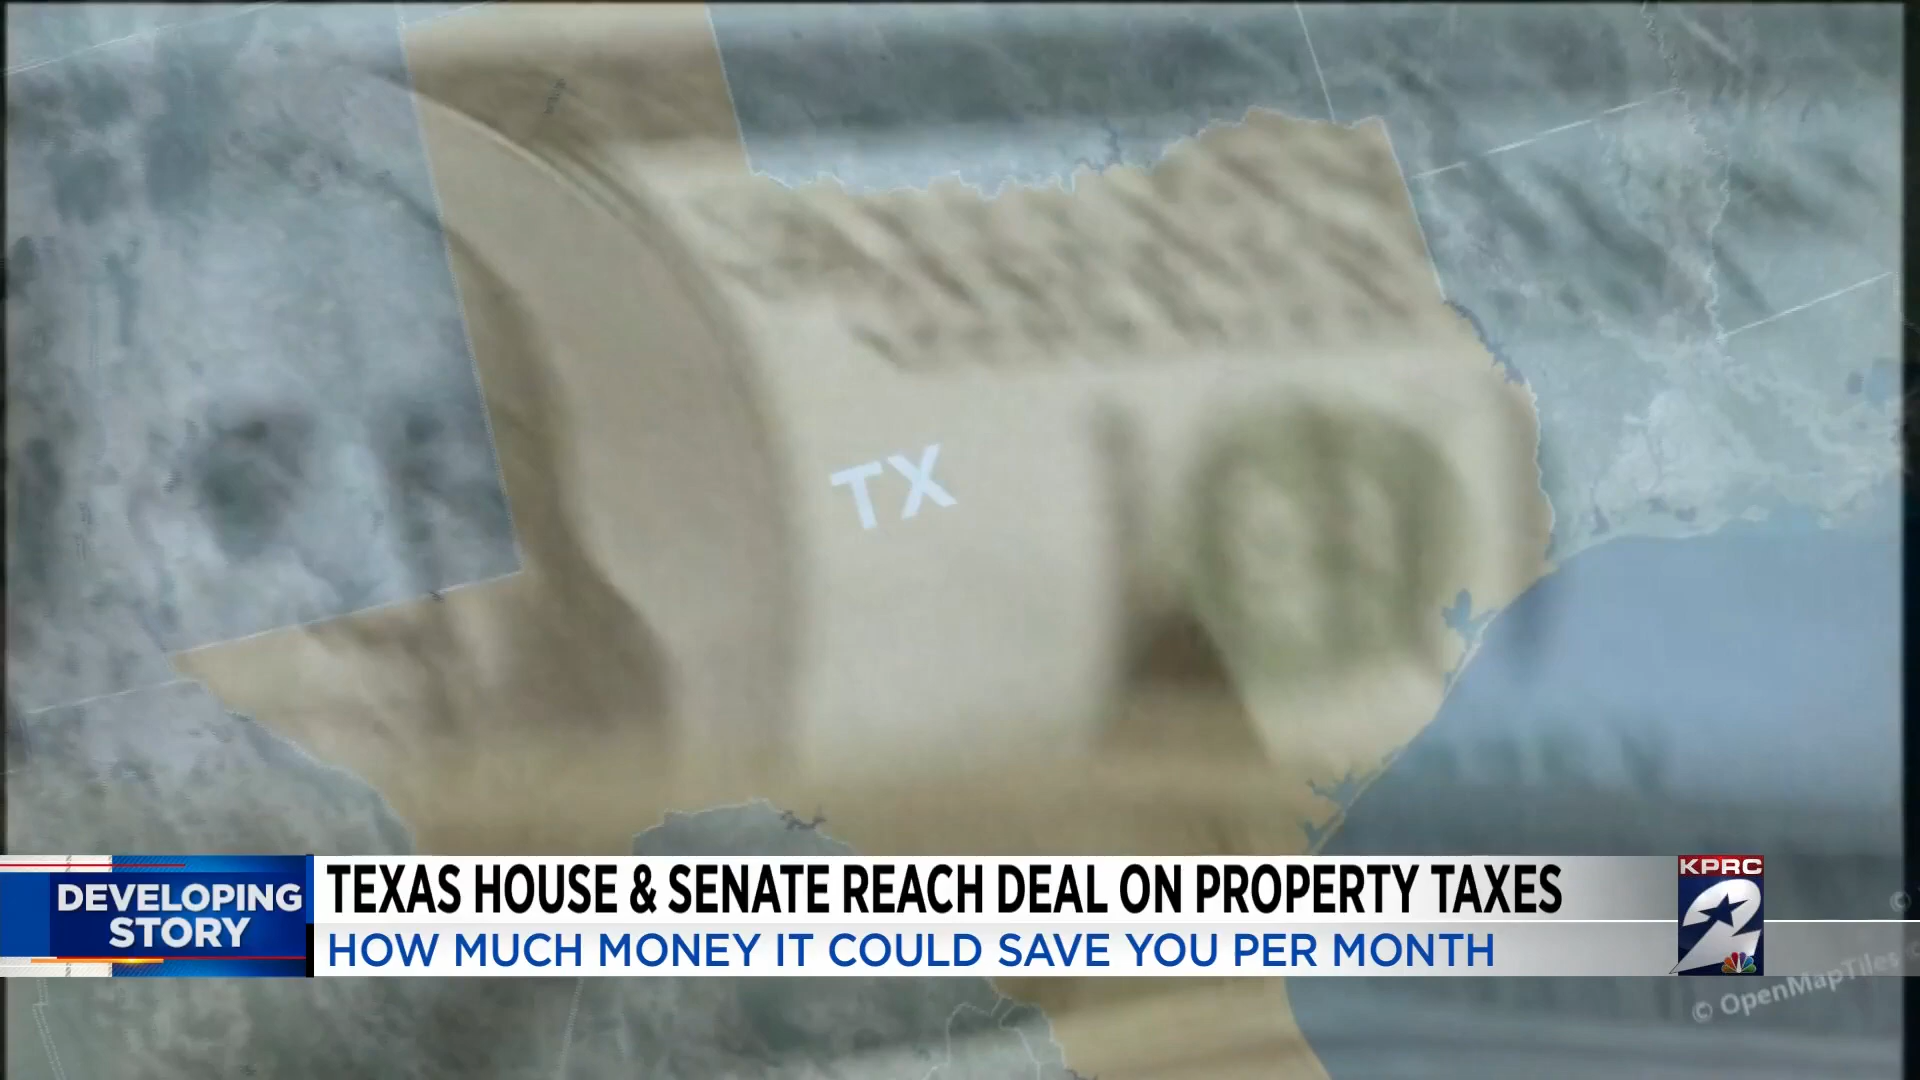 TX
DEVELOPING
STORY
TEXAS HOUSE & SENATE REACH DEAL ON PROPERTY TAXES
HOW MUCH MONEY IT COULD SAVE YOU PER MONTH
KPRC
2
© OpenMapTiles